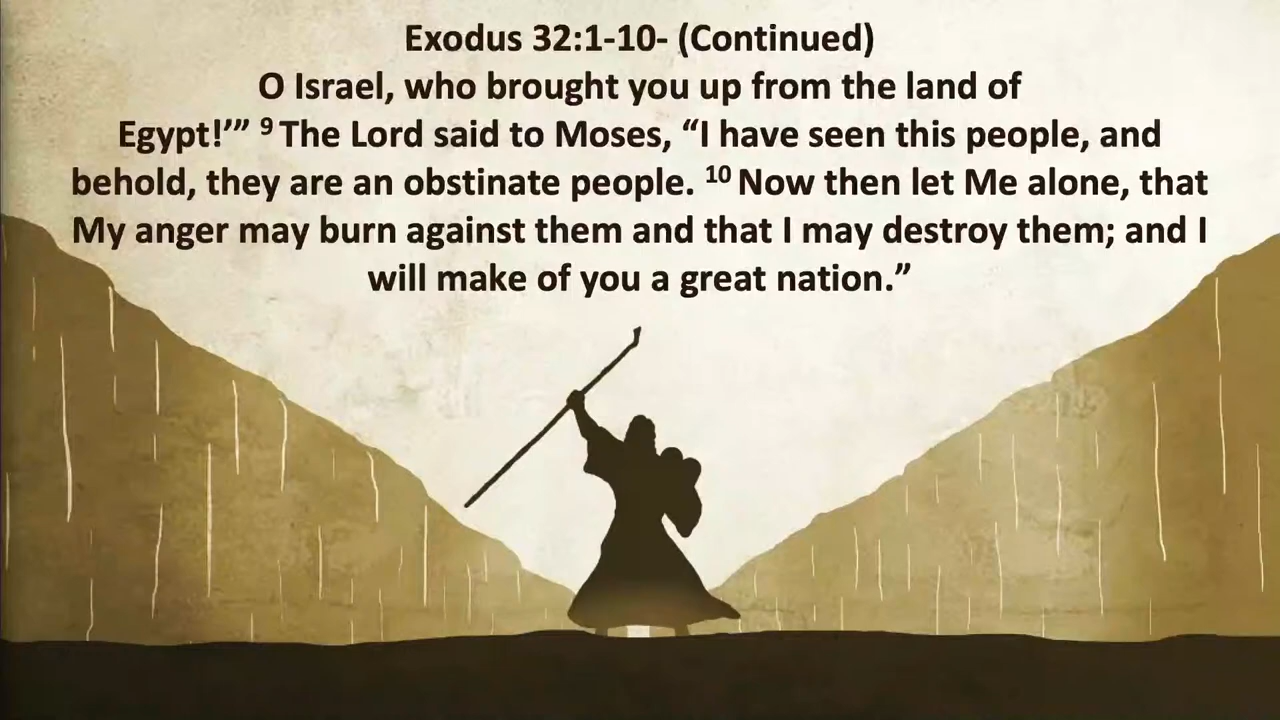 Exodus 32:1-10- (Continued)
O Israel, who brought you up from the land of
Egypt!’” 9 The Lord said to Moses, “I have seen this people, and
behold, they are an obstinate people. 10 Now then let Me alone, that
My anger may burn against them and that I may destroy them; and I
will make of you a great nation.”